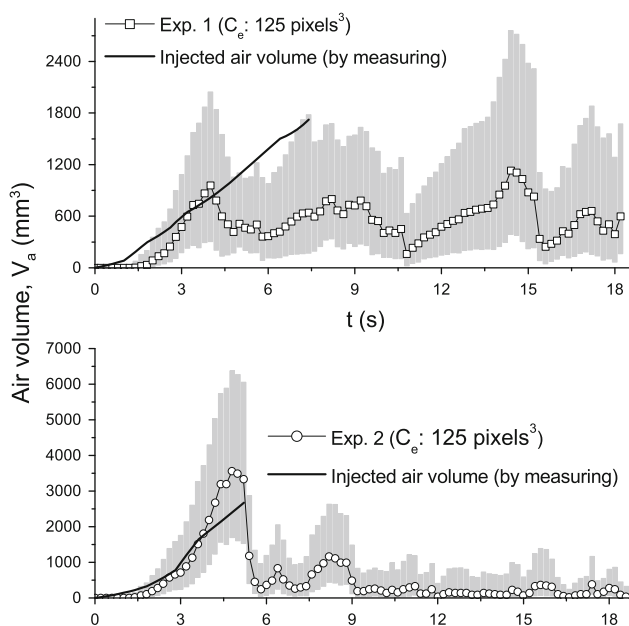 Exp. 1 (Ce: 125 pixels³)
Injected air volume (by measuring)
2400
1800
1200
600
0
0 3 6 9 12 15 18
t (s)
Air volume, Va (mm³)
7000
6000
5000
4000
3000
2000
1000
0
Exp. 2 (Ce: 125 pixels³)
Injected air volume (by measuring)
0 3 6 9 12 15 18